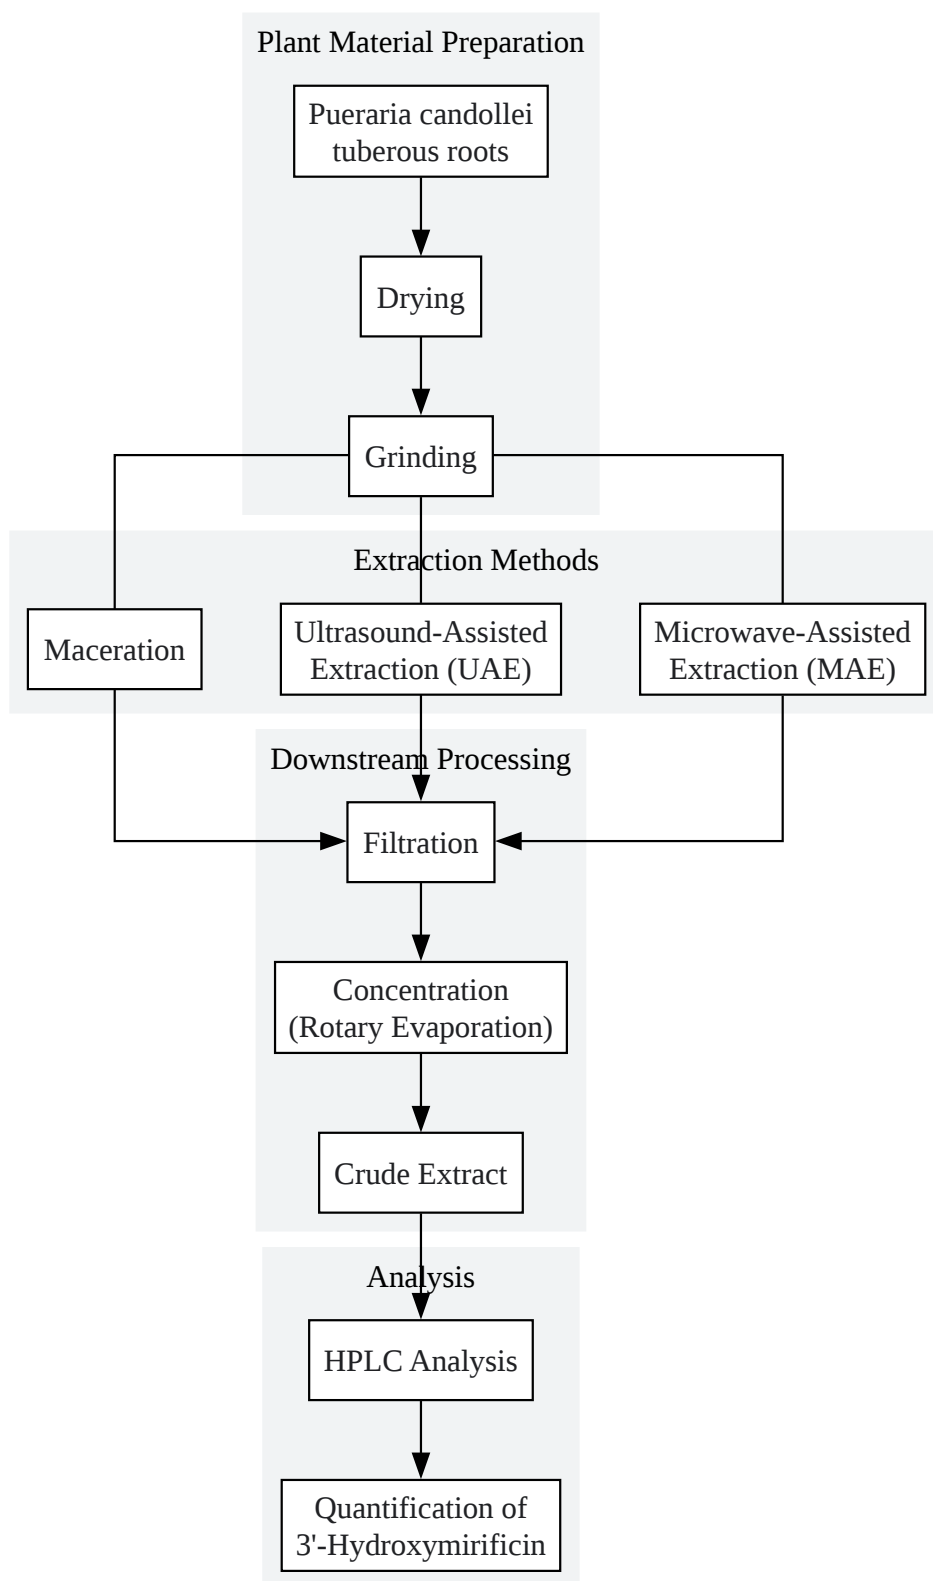 Plant Material Preparation
Pueraria candollei
tuberous roots
Drying
Grinding
Extraction Methods
Maceration
Ultrasound-Assisted
Extraction (UAE)
Microwave-Assisted
Extraction (MAE)
Downstream Processing
Filtration
Concentration
(Rotary Evaporation)
Crude Extract
Analysis
HPLC Analysis
Quantification of
3'-Hydroxymirificin